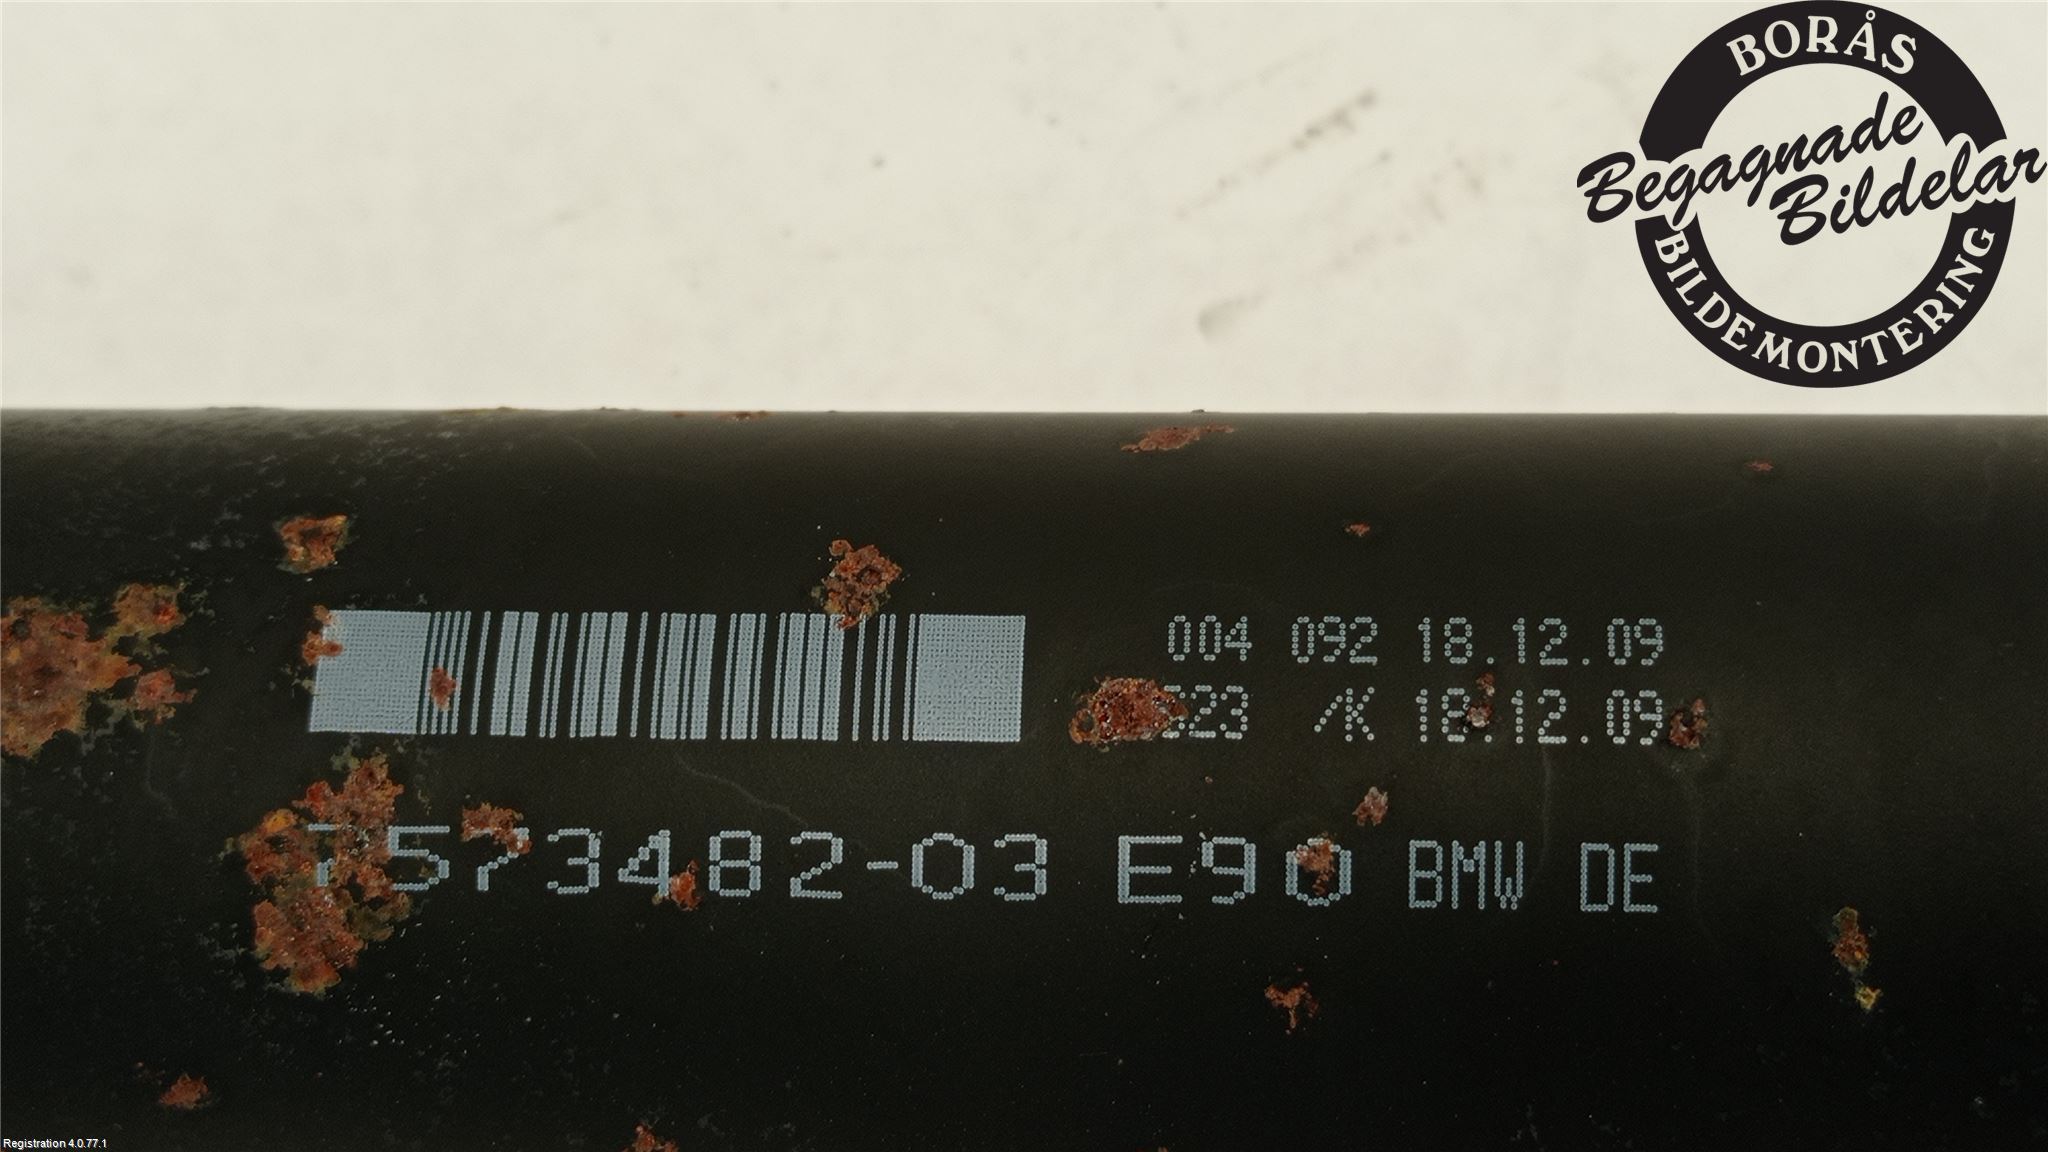 BORÅS
Begagnade
Bildelar
BILDEMONTERING
004 092 18.12.09
/K 18.12.09
7573482-03 E90 BMW DE
Registration 4.0.77.1